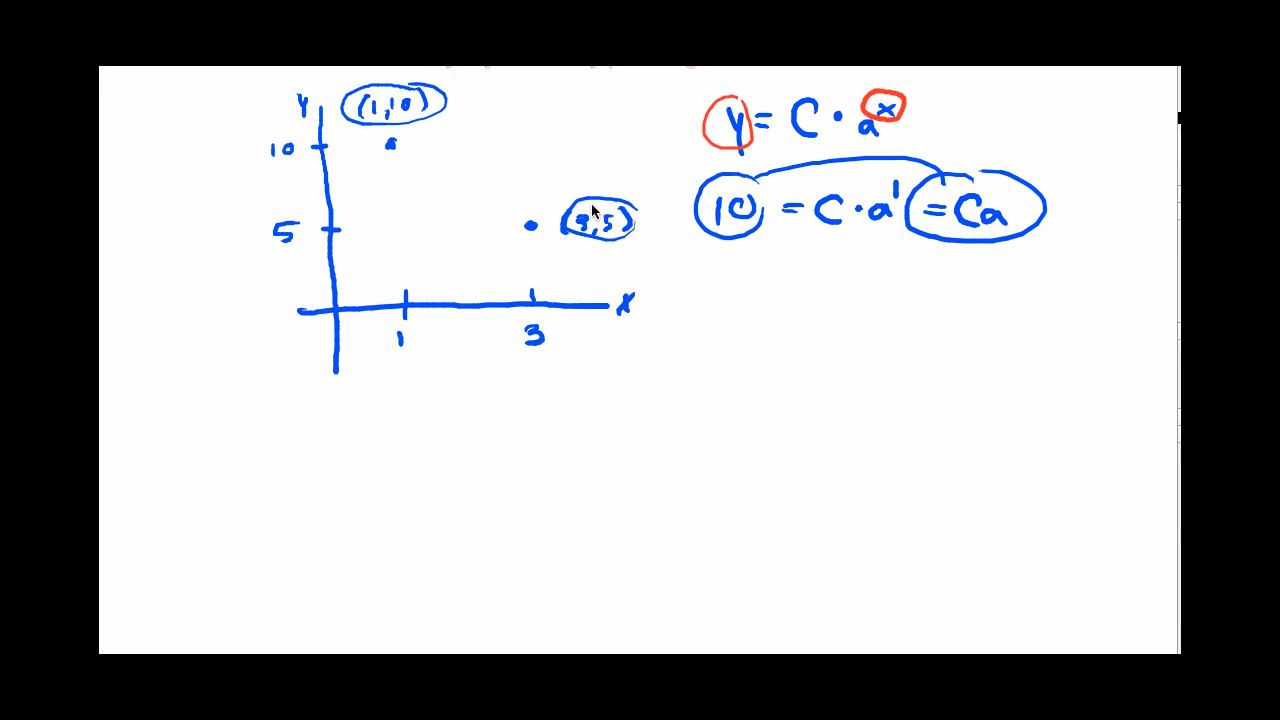 y (1,10)
10
5 (3,5)
x
1 3
y = C · a^x
10 = C · a^1 = Ca